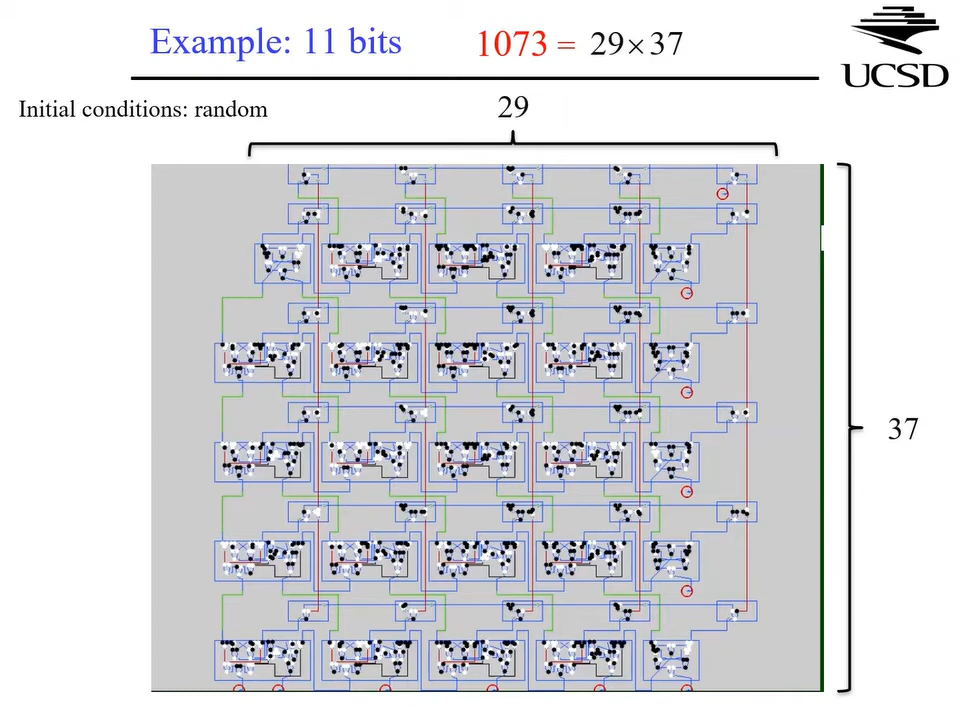 Example: 11 bits
1073 = 29×37
UCSD
Initial conditions: random
29
37